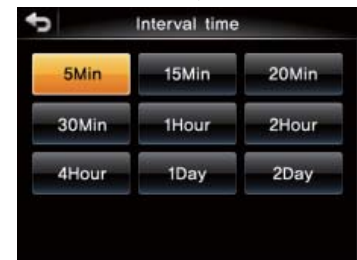 Interval time
5Min 15Min 20Min
30Min 1Hour 2Hour
4Hour 1Day 2Day